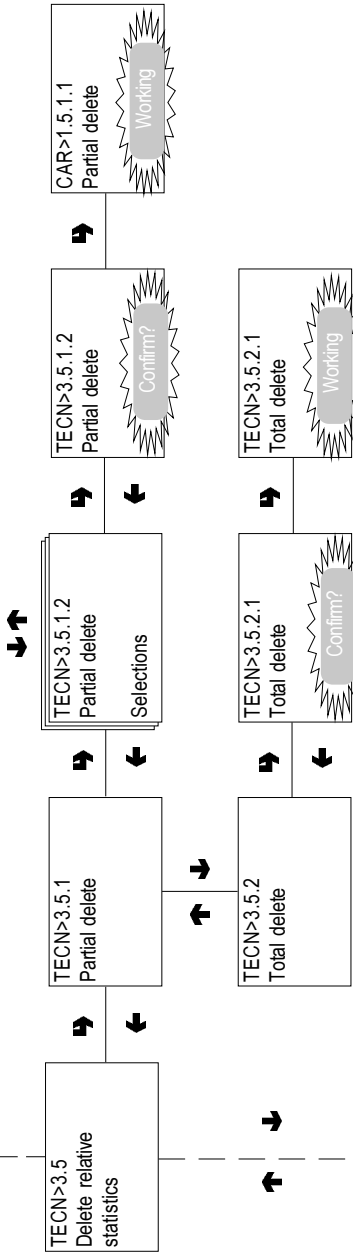 TECN>3.5
Delete relative
statistics
TECN>3.5.1
Partial delete
TECN>3.5.1.2
Partial delete
Selections
TECN>3.5.1.2
Partial delete
Confirm?
CAR>1.5.1.1
Partial delete
Working
TECN>3.5.2
Total delete
TECN>3.5.2.1
Total delete
Confirm?
TECN>3.5.2.1
Total delete
Working